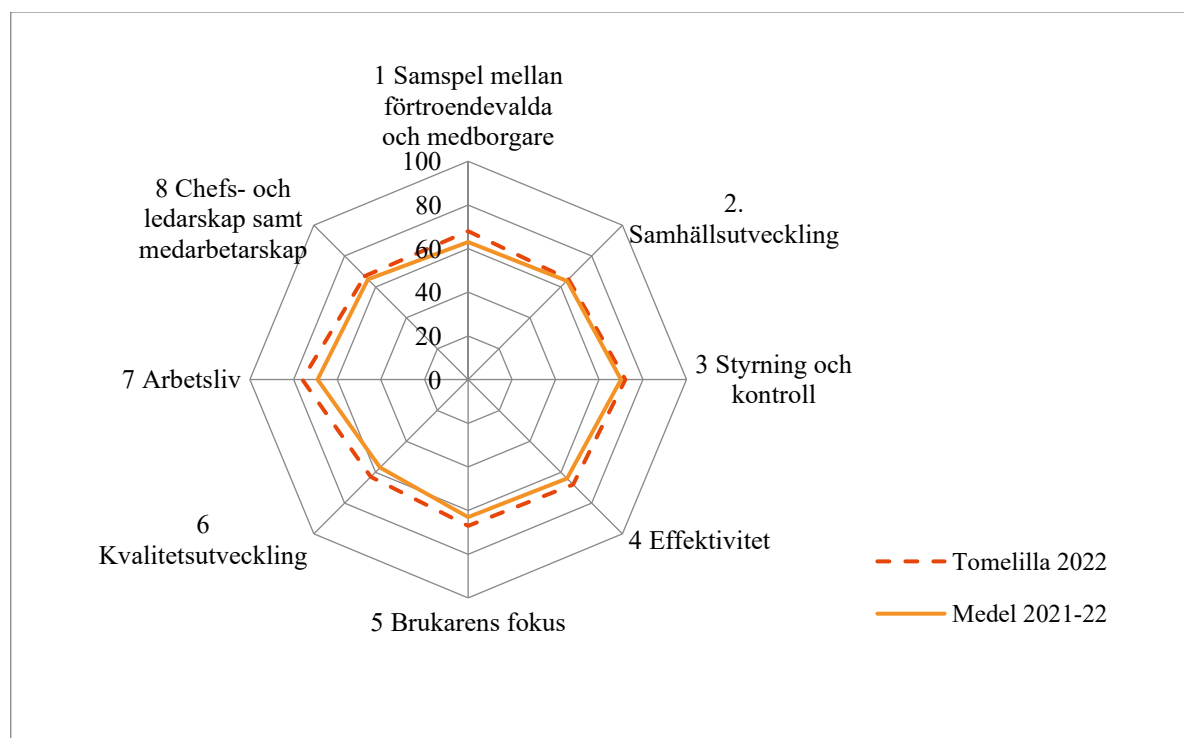 1 Samspel mellan
förtroendevalda
och medborgare
2.
Samhällsutveckling
3 Styrning och
kontroll
4 Effektivitet
5 Brukarens fokus
6
Kvalitetsutveckling
7 Arbetsliv
8 Chefs- och
ledarskap samt
medarbetarskap
100
80
60
40
20
0
Tomelilla 2022
Medel 2021-22